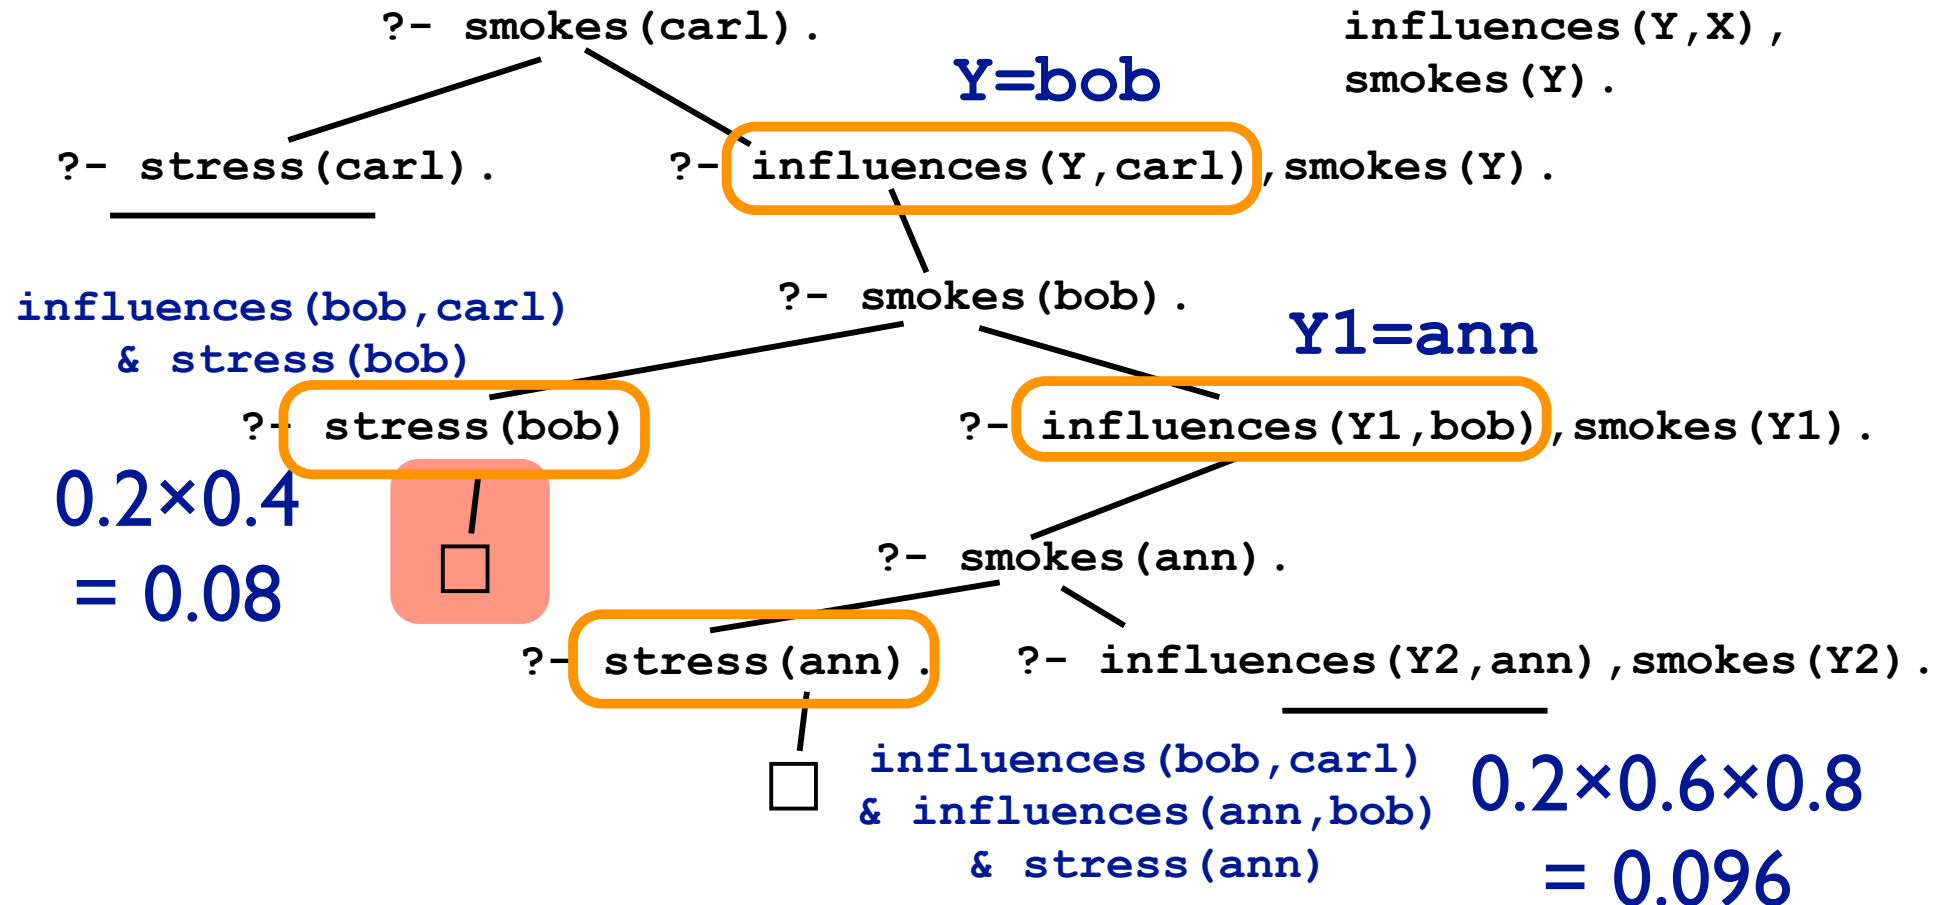 ?- smokes(carl).
influences(Y,X),
smokes(Y).
Y=bob
?- stress(carl).
?- influences(Y,carl),smokes(Y).
?- smokes(bob).
influences(bob,carl)
& stress(bob)
Y1=ann
?- stress(bob)
?- influences(Y1,bob),smokes(Y1).
0.2×0.4
= 0.08
?- smokes(ann).
?- stress(ann).
?- influences(Y2,ann),smokes(Y2).
influences(bob,carl)
& influences(ann,bob)
& stress(ann)
0.2×0.6×0.8
= 0.096